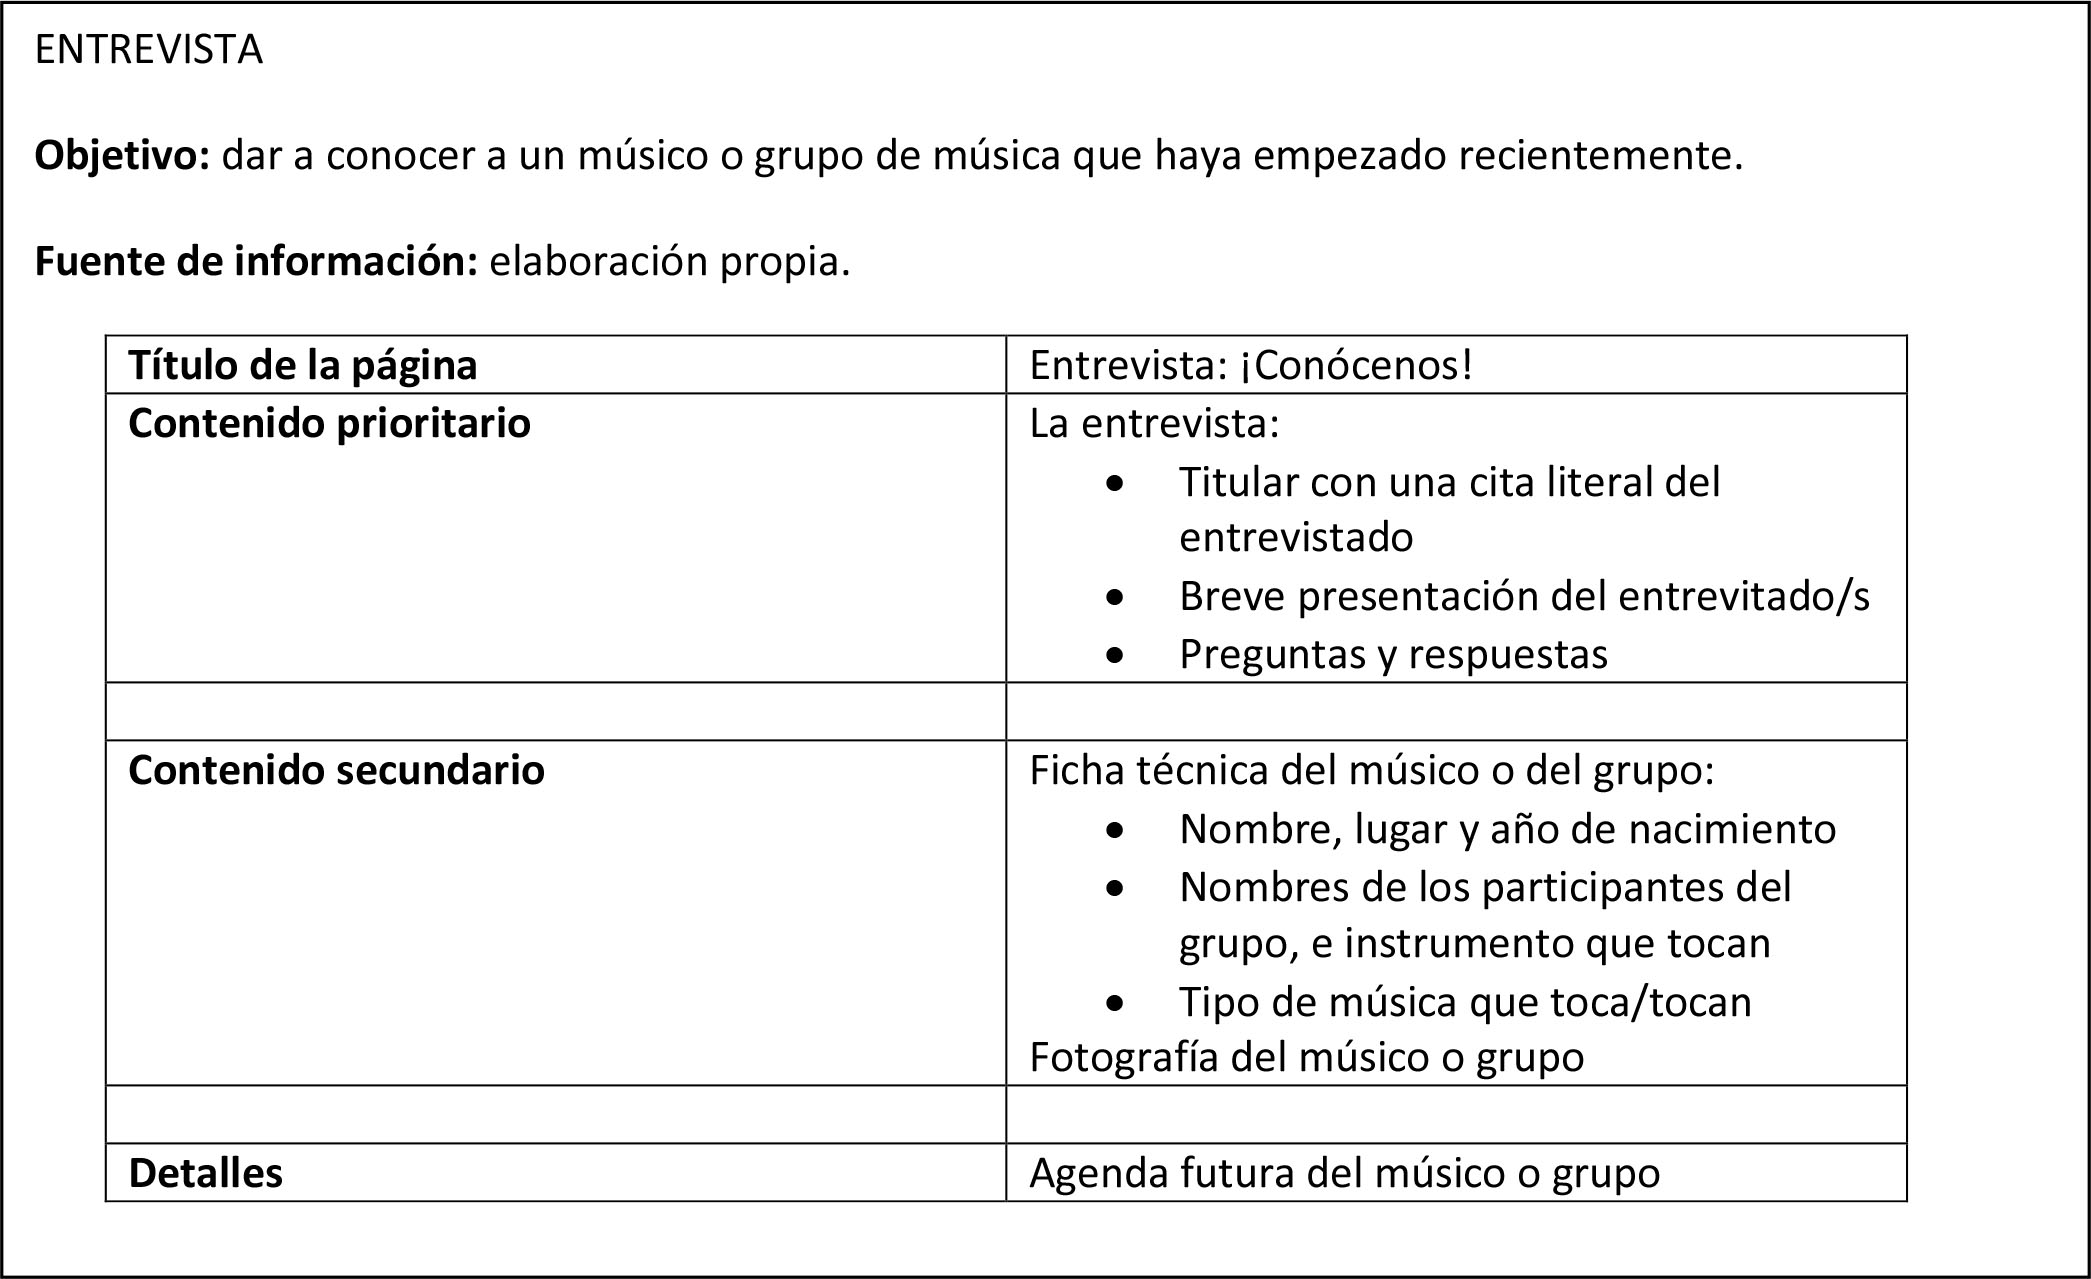 ENTREVISTA
Objetivo: dar a conocer a un músico o grupo de música que haya empezado recientemente.
Fuente de información: elaboración propia.
Título de la página
Entrevista: ¡Conócenos!
Contenido prioritario
La entrevista:
• Titular con una cita literal del
entrevistado
• Breve presentación del entrevitado/s
• Preguntas y respuestas
Contenido secundario
Ficha técnica del músico o del grupo:
• Nombre, lugar y año de nacimiento
• Nombres de los participantes del
grupo, e instrumento que tocan
• Tipo de música que toca/tocan
Fotografía del músico o grupo
Detalles
Agenda futura del músico o grupo